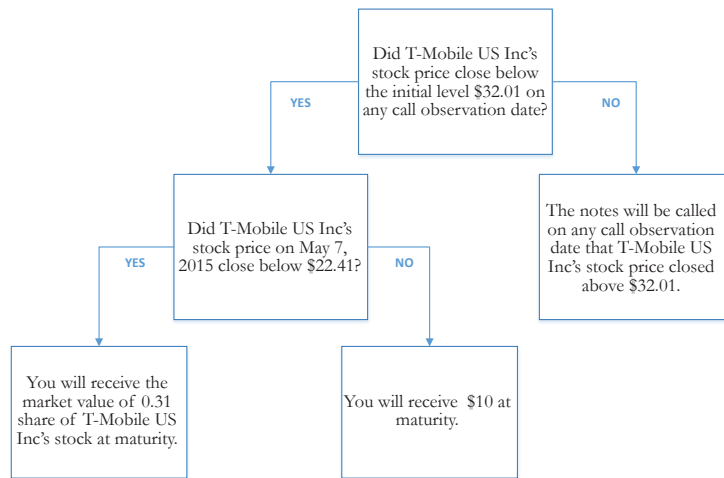 Did T-Mobile US Inc's
stock price close below
the initial level $32.01 on
any call observation date?
YES
NO
Did T-Mobile US Inc's
stock price on May 7,
2015 close below $22.41?
The notes will be called
on any call observation
date that T-Mobile US
Inc's stock price closed
above $32.01.
YES
NO
You will receive the
market value of 0.31
share of T-Mobile US
Inc's stock at maturity.
You will receive $10 at
maturity.